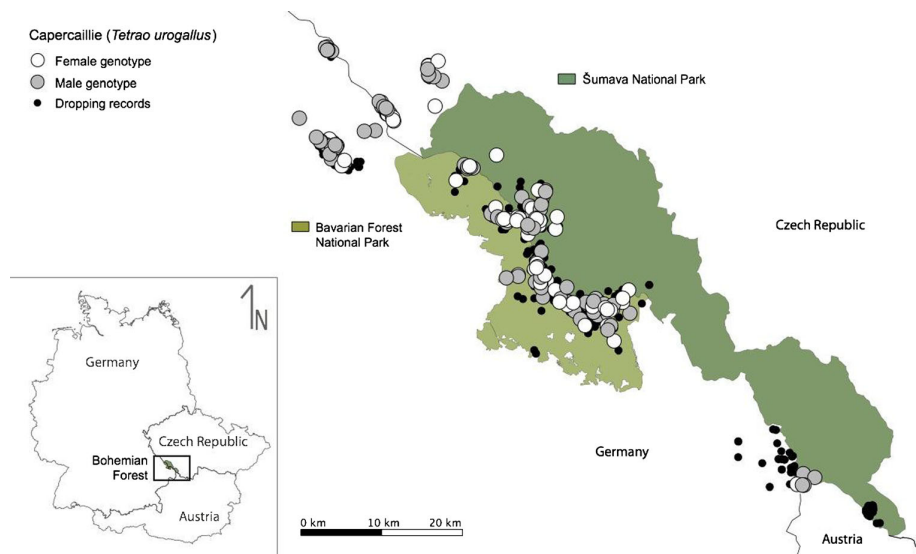 Capercaillie (Tetrao urogallus)
Female genotype
Male genotype
Dropping records
Šumava National Park
Bavarian Forest
National Park
Czech Republic
N
Germany
Czech Republic
Bohemian
Forest
Austria
Germany
0 km 10 km 20 km
Austria